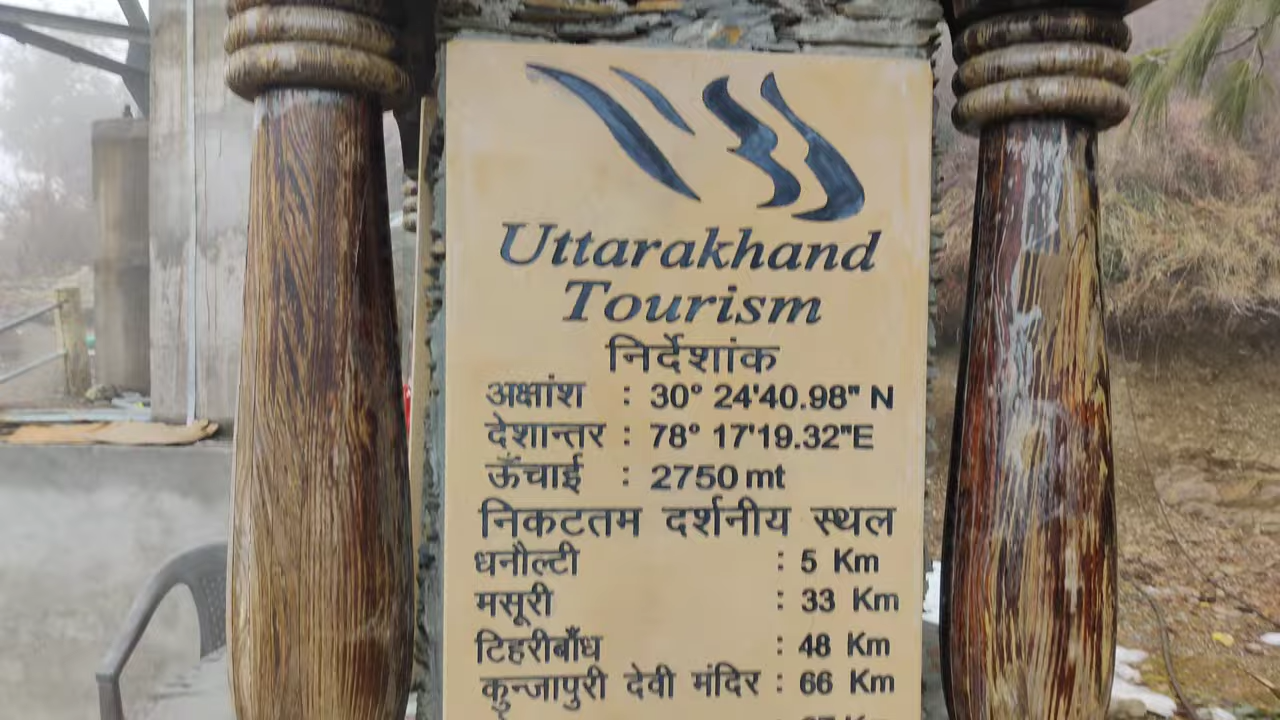 Uttarakhand
Tourism
निर्देशांक
अक्षांश : 30° 24'40.98" N
देशान्तर : 78° 17'19.32"E
ऊँचाई : 2750 mt
निकटतम दर्शनीय स्थल
धनौल्टी : 5 Km
मसूरी : 33 Km
टिहरीबाँध : 48 Km
कुन्जापुरी देवी मंदिर : 66 Km